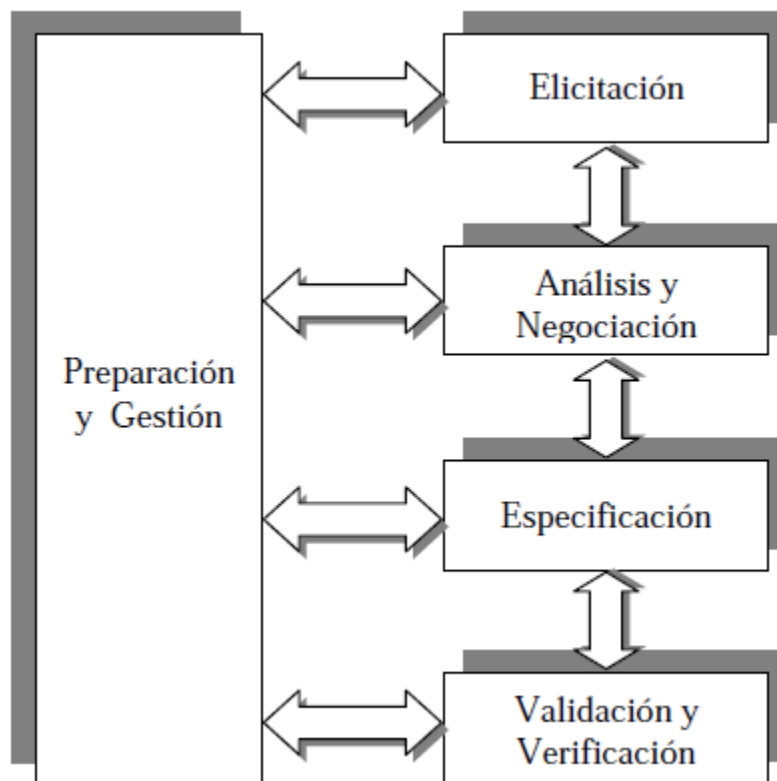 Elicitación
Análisis y
Negociación
Preparación
y Gestión
Especificación
Validación y
Verificación